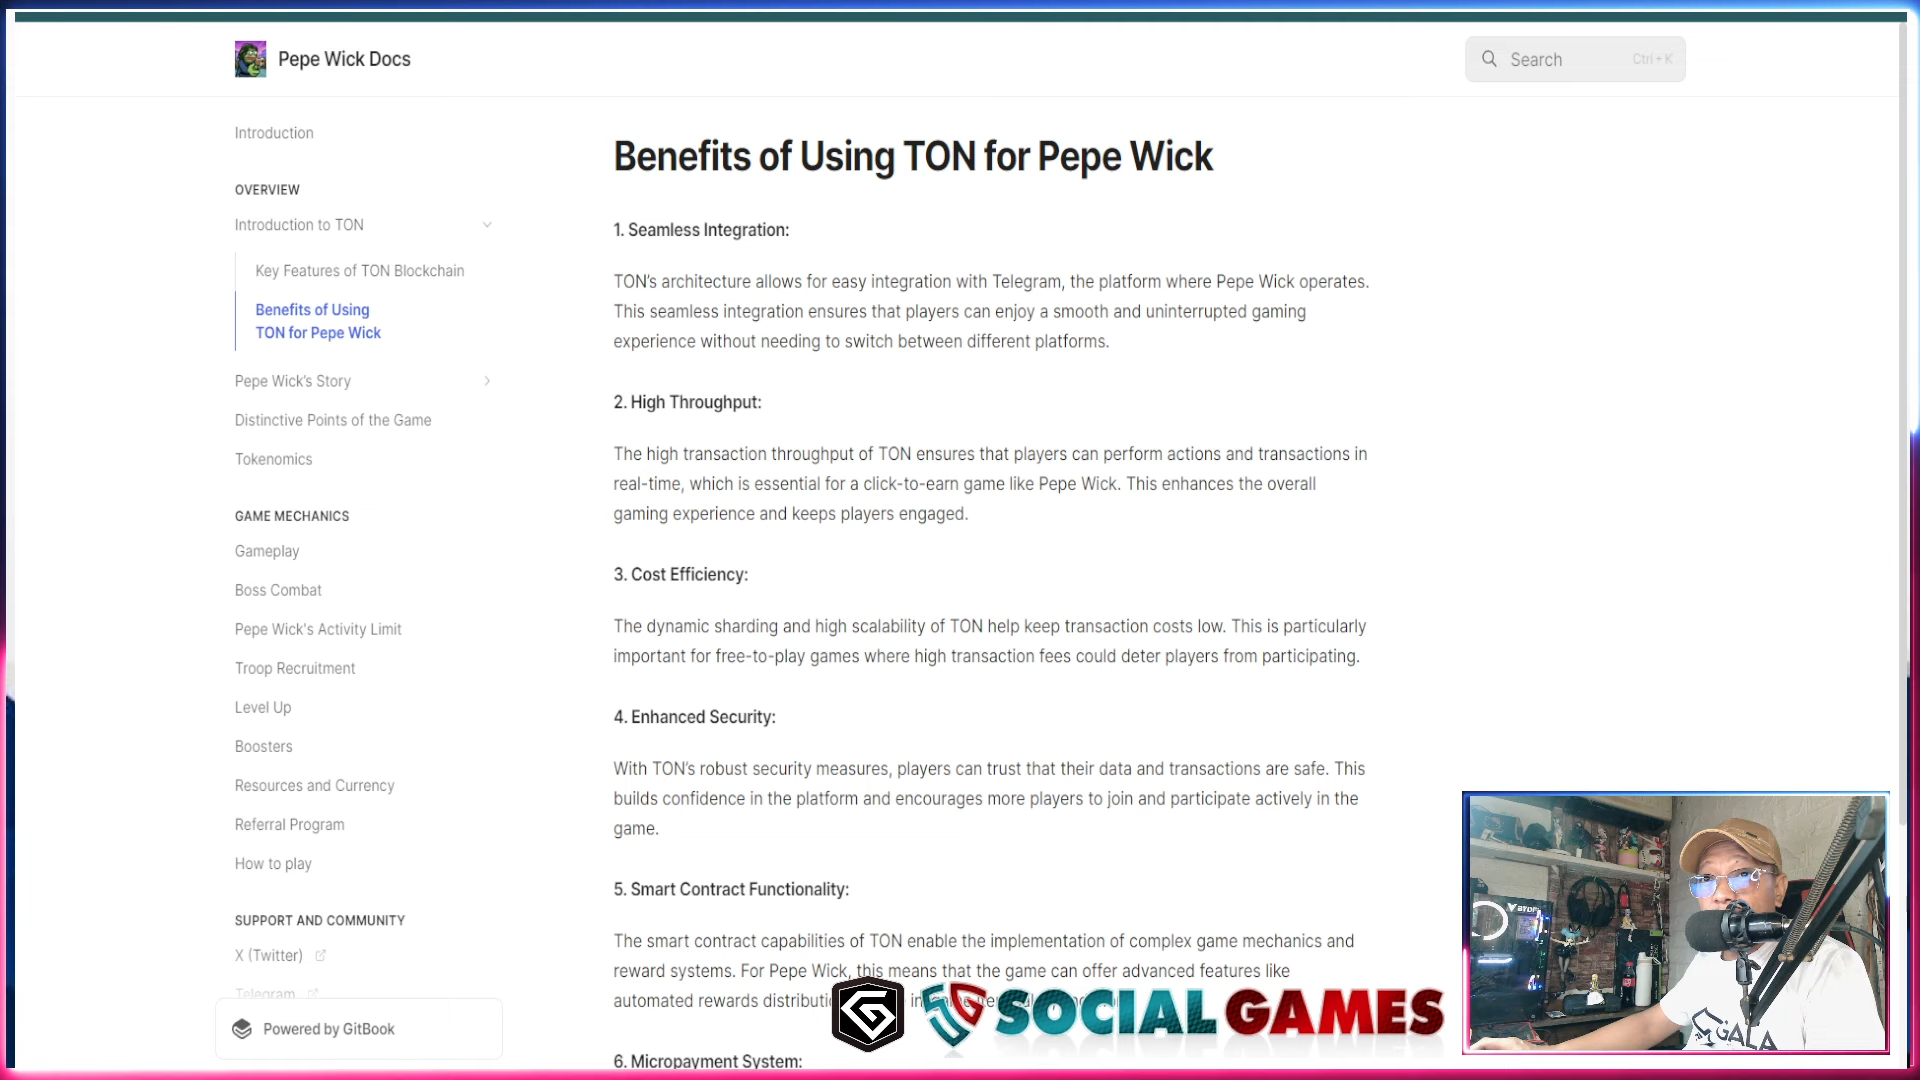 Pepe Wick Docs
Search
Ctrl + K
Introduction
OVERVIEW
Introduction to TON
Key Features of TON Blockchain
Benefits of Using
TON for Pepe Wick
Pepe Wick's Story
Distinctive Points of the Game
Tokenomics
GAME MECHANICS
Gameplay
Boss Combat
Pepe Wick's Activity Limit
Troop Recruitment
Level Up
Boosters
Resources and Currency
Referral Program
How to play
SUPPORT AND COMMUNITY
X (Twitter)
Telegram
Powered by GitBook
Benefits of Using TON for Pepe Wick
1. Seamless Integration:
TON's architecture allows for easy integration with Telegram, the platform where Pepe Wick operates.
This seamless integration ensures that players can enjoy a smooth and uninterrupted gaming
experience without needing to switch between different platforms.
2. High Throughput:
The high transaction throughput of TON ensures that players can perform actions and transactions in
real-time, which is essential for a click-to-earn game like Pepe Wick. This enhances the overall
gaming experience and keeps players engaged.
3. Cost Efficiency:
The dynamic sharding and high scalability of TON help keep transaction costs low. This is particularly
important for free-to-play games where high transaction fees could deter players from participating.
4. Enhanced Security:
With TON's robust security measures, players can trust that their data and transactions are safe. This
builds confidence in the platform and encourages more players to join and participate actively in the
game.
5. Smart Contract Functionality:
The smart contract capabilities of TON enable the implementation of complex game mechanics and
reward systems. For Pepe Wick, this means that the game can offer advanced features like
automated rewards
6. Micropayment System:
SOCIAL GAMES
GALA